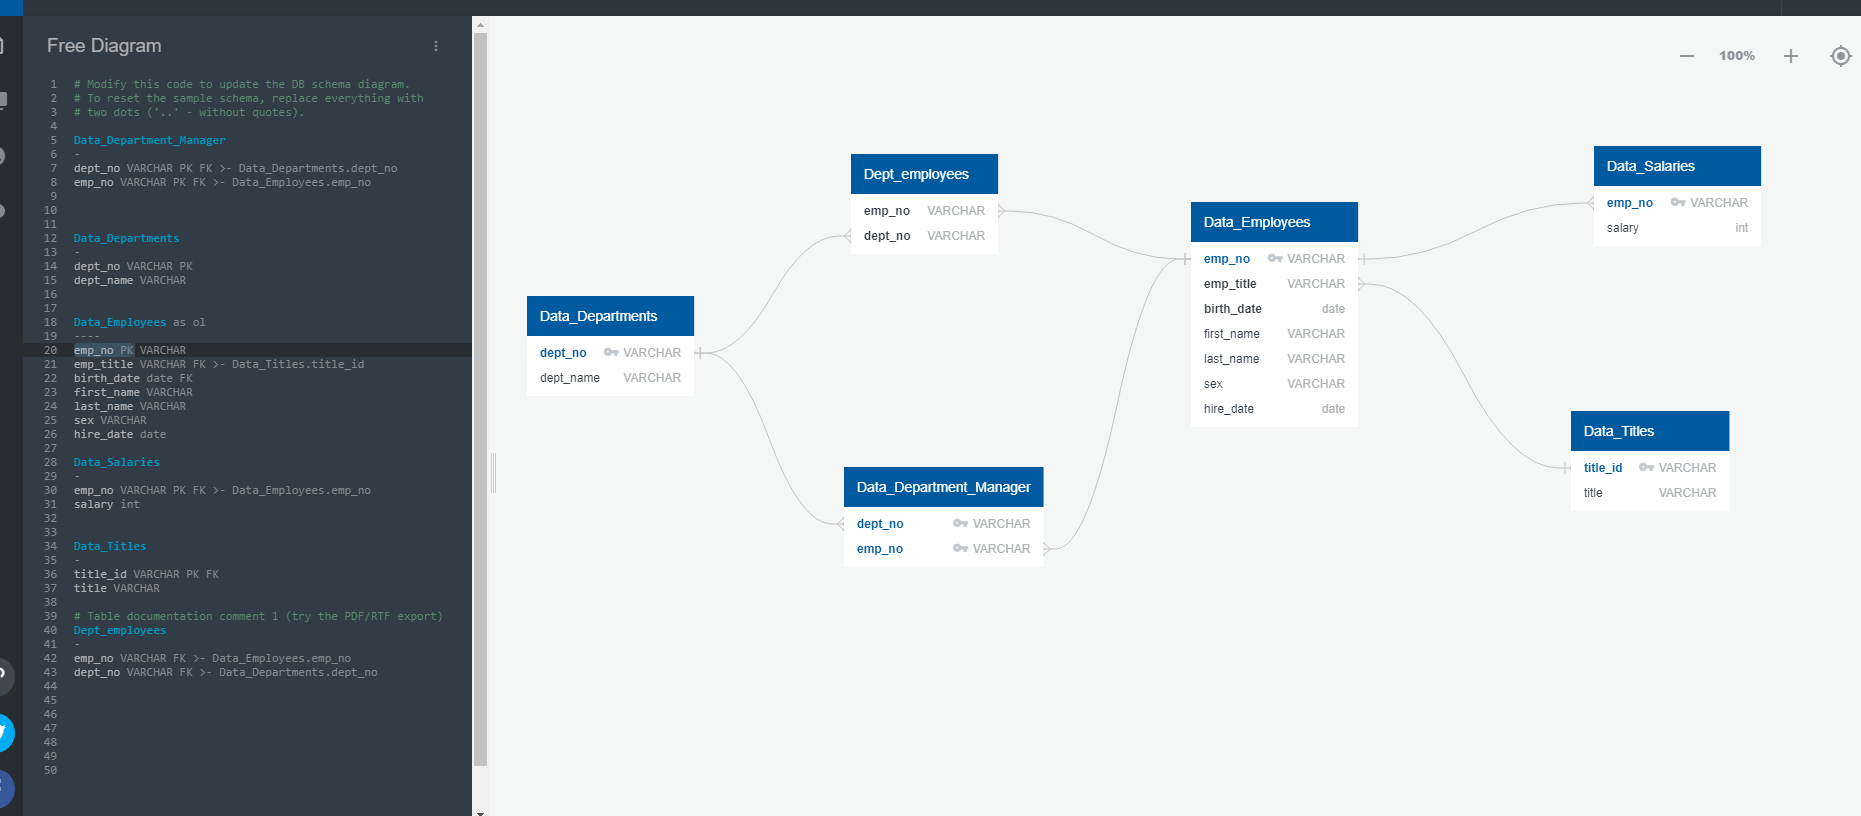 Free Diagram
1 # Modify this code to update the DB schema diagram.
2 # To reset the sample schema, replace everything with
3 # two dots ('..' - without quotes).
4
5 Data_Department_Manager
6 -
7 dept_no VARCHAR PK FK >- Data_Departments.dept_no
8 emp_no VARCHAR PK FK >- Data_Employees.emp_no
9
10
11
12 Data_Departments
13 -
14 dept_no VARCHAR PK
15 dept_name VARCHAR
16
17
18 Data_Employees as ol
19 ----
20 emp_no PK VARCHAR
21 emp_title VARCHAR FK >- Data_Titles.title_id
22 birth_date date FK
23 first_name VARCHAR
24 last_name VARCHAR
25 sex VARCHAR
26 hire_date date
27
28 Data_Salaries
29 -
30 emp_no VARCHAR PK FK >- Data_Employees.emp_no
31 salary int
32
33
34 Data_Titles
35 -
36 title_id VARCHAR PK FK
37 title VARCHAR
38
39 # Table documentation comment 1 (try the PDF/RTF export)
40 Dept_employees
41 -
42 emp_no VARCHAR FK >- Data_Employees.emp_no
43 dept_no VARCHAR FK >- Data_Departments.dept_no
44
45
46
47
48
49
50
100%
Dept_employees
emp_no VARCHAR
dept_no VARCHAR
Data_Departments
dept_no VARCHAR
dept_name VARCHAR
Data_Department_Manager
dept_no VARCHAR
emp_no VARCHAR
Data_Employees
emp_no VARCHAR
emp_title VARCHAR
birth_date date
first_name VARCHAR
last_name VARCHAR
sex VARCHAR
hire_date date
Data_Salaries
emp_no VARCHAR
salary int
Data_Titles
title_id VARCHAR
title VARCHAR